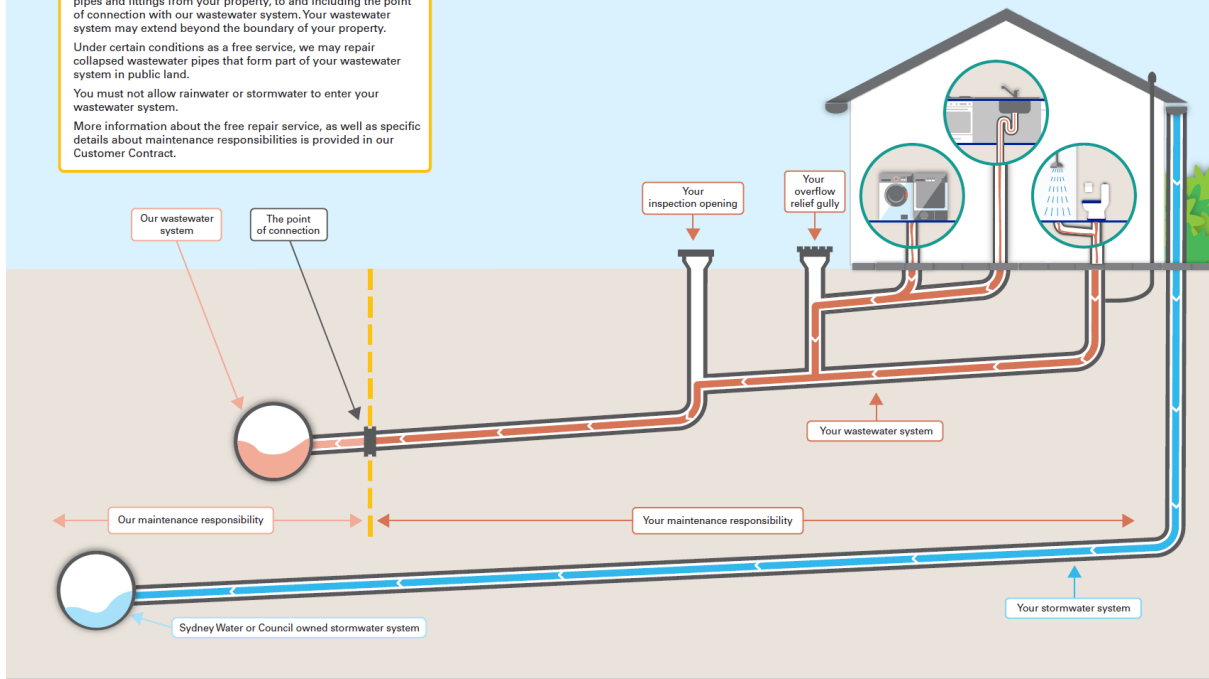 pipes and fittings from your property, to and including the point
of connection with our wastewater system. Your wastewater
system may extend beyond the boundary of your property.
Under certain conditions as a free service, we may repair
collapsed wastewater pipes that form part of your wastewater
system in public land.
You must not allow rainwater or stormwater to enter your
wastewater system.
More information about the free repair service, as well as specific
details about maintenance responsibilities is provided in our
Customer Contract.
Our wastewater
system
The point
of connection
Your
inspection opening
Your
overflow
relief gully
Your wastewater system
Our maintenance responsibility
Your maintenance responsibility
Your stormwater system
Sydney Water or Council owned stormwater system